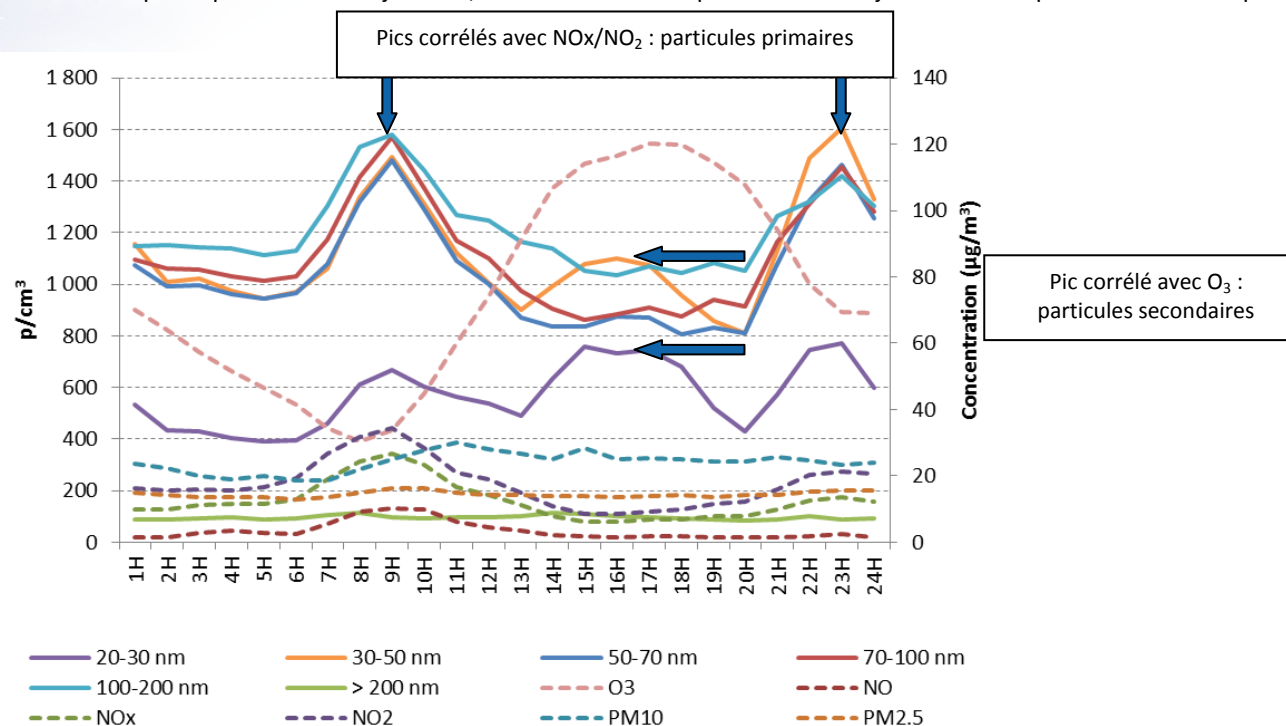 Pics corrélés avec NOx/NO₂ : particules primaires
1 800
1 600
1 400
1 200
1 000
800
600
400
200
0
p/cm³
140
120
100
80
60
40
20
0
Concentration (µg/m³)
Pic corrélé avec O₃ :
particules secondaires
1H 2H 3H 4H 5H 6H 7H 8H 9H 10H 11H 12H 13H 14H 15H 16H 17H 18H 19H 20H 21H 22H 23H 24H
20-30 nm 30-50 nm 50-70 nm 70-100 nm
100-200 nm > 200 nm O3 NO
NOx NO2 PM10 PM2.5